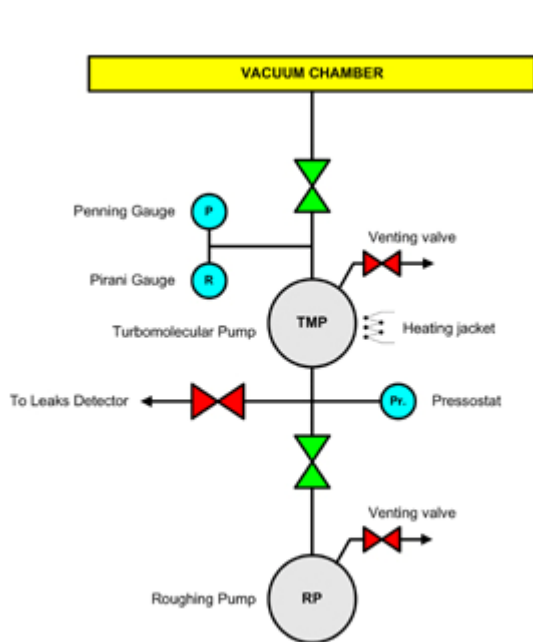 VACUUM CHAMBER
Penning Gauge
P
Venting valve
Pirani Gauge
R
Turbomolecular Pump
TMP
Heating jacket
To Leaks Detector
Pr.
Pressostat
Venting valve
Roughing Pump
RP